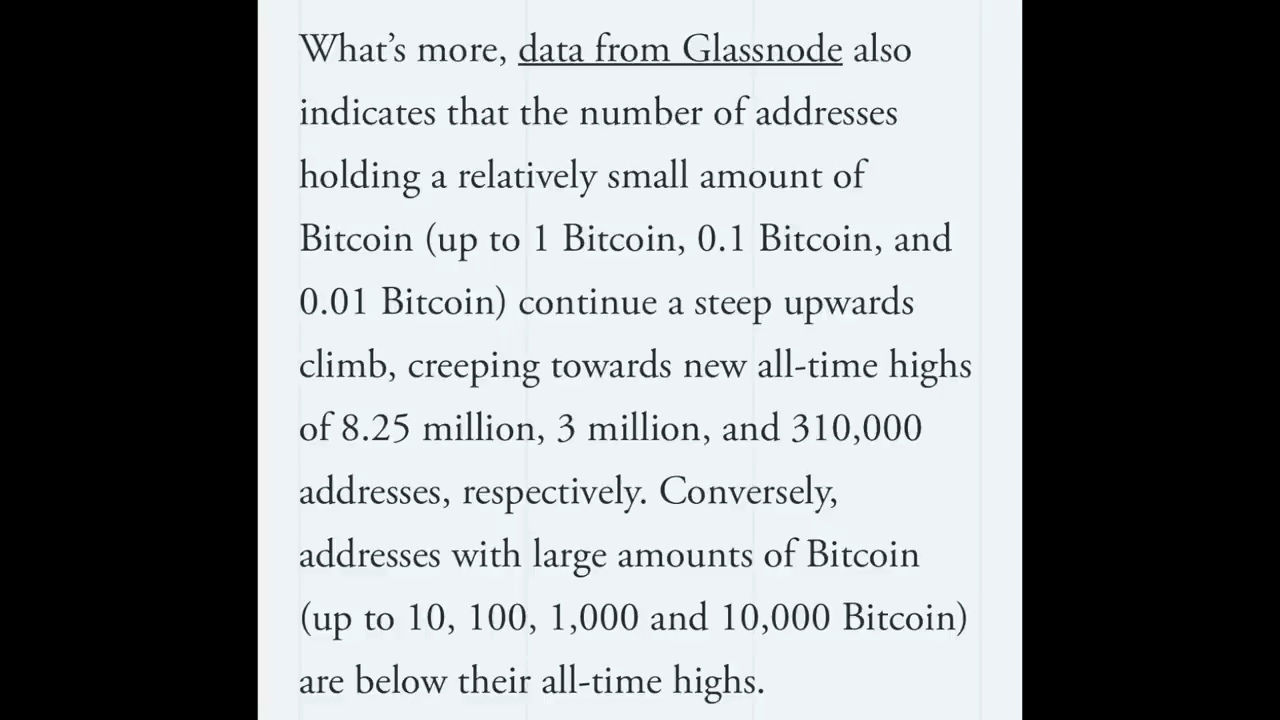 What’s more, data from Glassnode also
indicates that the number of addresses
holding a relatively small amount of
Bitcoin (up to 1 Bitcoin, 0.1 Bitcoin, and
0.01 Bitcoin) continue a steep upwards
climb, creeping towards new all-time highs
of 8.25 million, 3 million, and 310,000
addresses, respectively. Conversely,
addresses with large amounts of Bitcoin
(up to 10, 100, 1,000 and 10,000 Bitcoin)
are below their all-time highs.